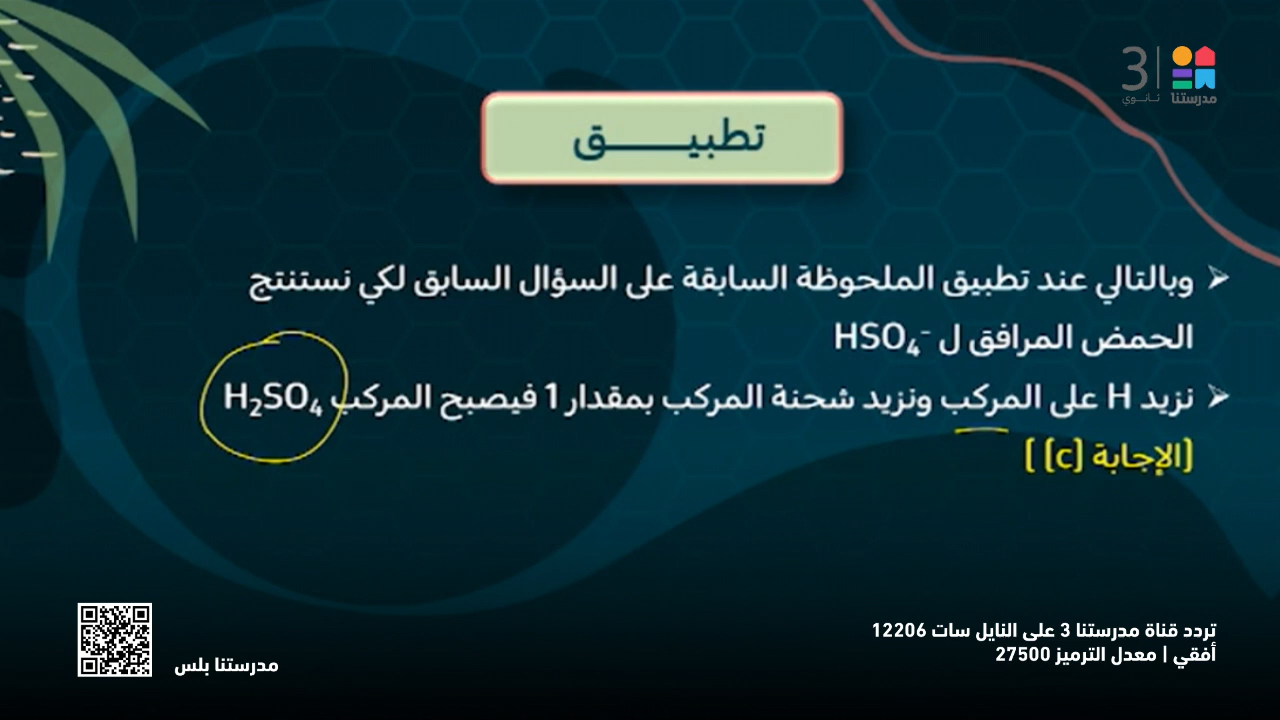 3
ثانوي
مدرستنا
تطبيـــــــق
وبالتالي عند تطبيق الملحوظة السابقة على السؤال السابق لكي نستنتج
الحمض المرافق ل HSO₄⁻
نزيد H على المركب ونزيد شحنة المركب بمقدار 1 فيصبح المركب H₂SO₄
(الإجابة (c) )
تردد قناة مدرستنا 3 على النايل سات 12206
أفقي | معدل الترميز 27500
مدرستنا بلس